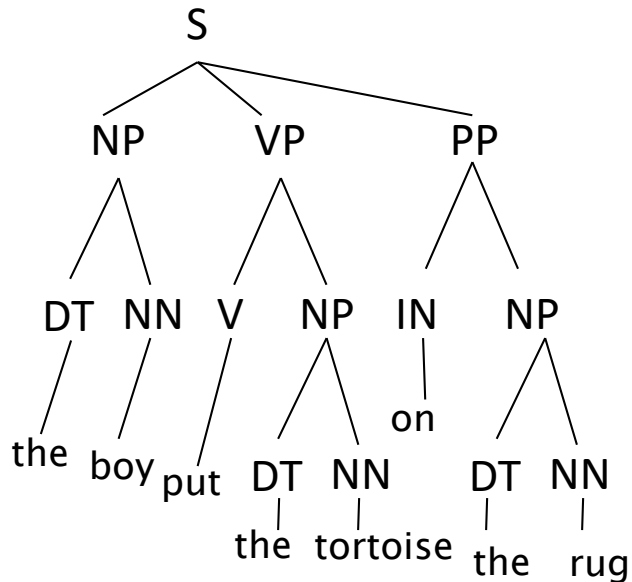 S
NP VP PP
DT NN V NP IN NP
on
the boy put DT NN DT NN
the tortoise the rug